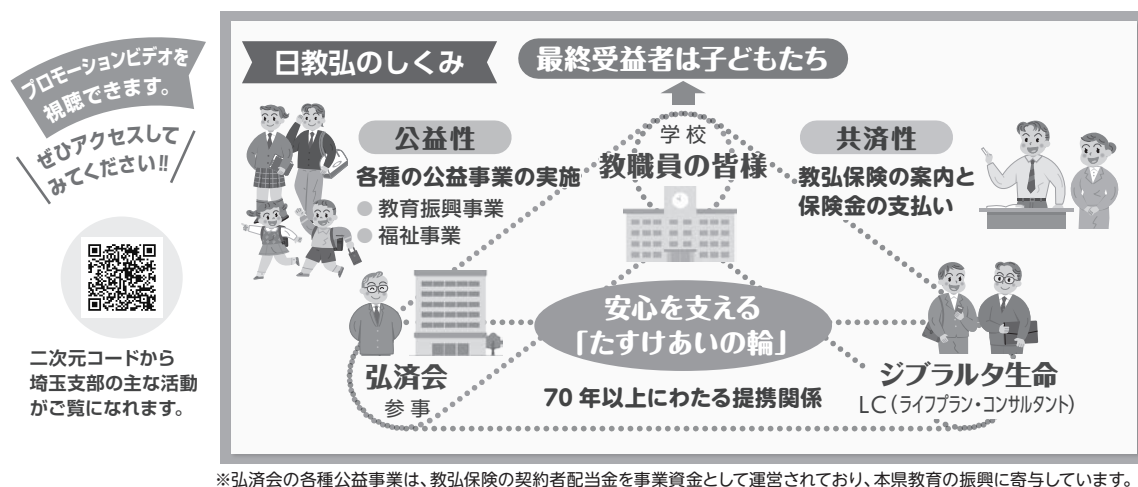 プロモーションビデオを
視聴できます。
ぜひアクセスして
みてください!!
二次元コードから
埼玉支部の主な活動
がご覧になれます。
日教弘のしくみ
最終受益者は子どもたち
公益性
各種の公益事業の実施
● 教育振興事業
● 福祉事業
学校
教職員の皆様
共済性
教弘保険の案内と
保険金の支払い
安心を支える
「たすけあいの輪」
弘済会
参事
70年以上にわたる提携関係
ジブラルタ生命
LC(ライフプラン・コンサルタント)
※弘済会の各種公益事業は、教弘保険の契約者配当金を事業資金として運営されており、本県教育の振興に寄与しています。